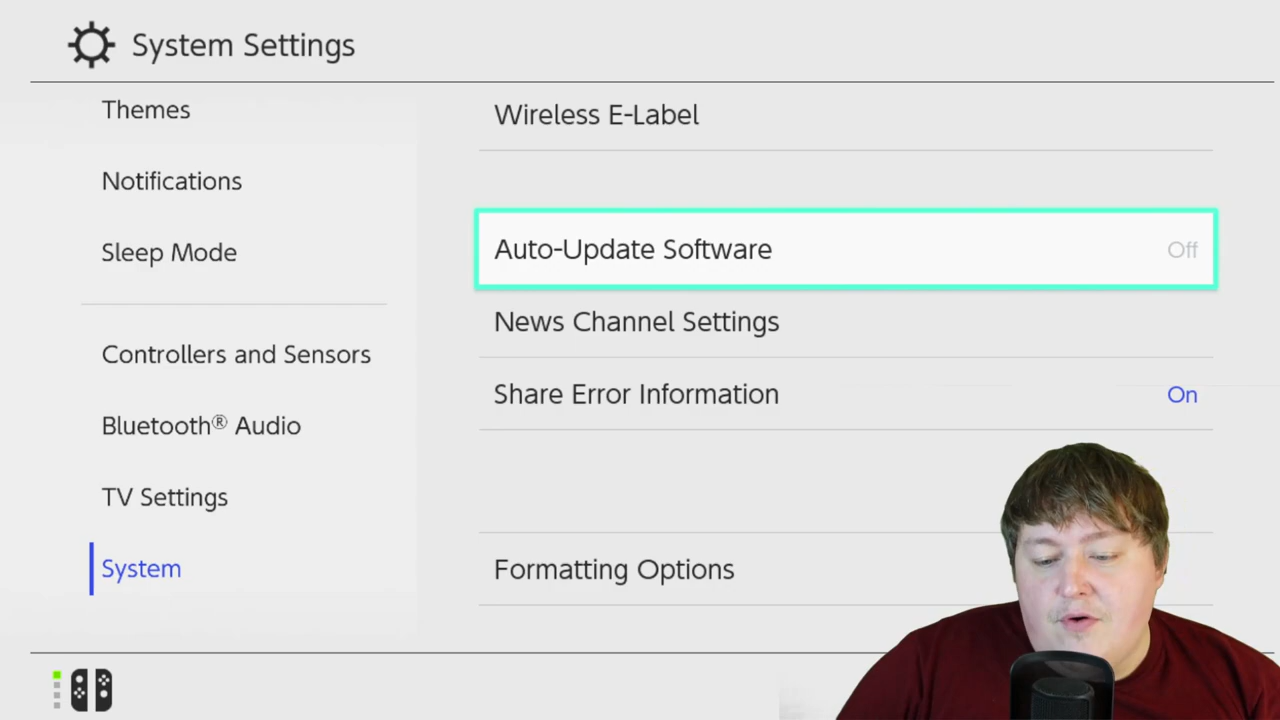 System Settings
Themes
Notifications
Sleep Mode
Controllers and Sensors
Bluetooth® Audio
TV Settings
System
Wireless E-Label
Auto-Update Software Off
News Channel Settings
Share Error Information On
Formatting Options